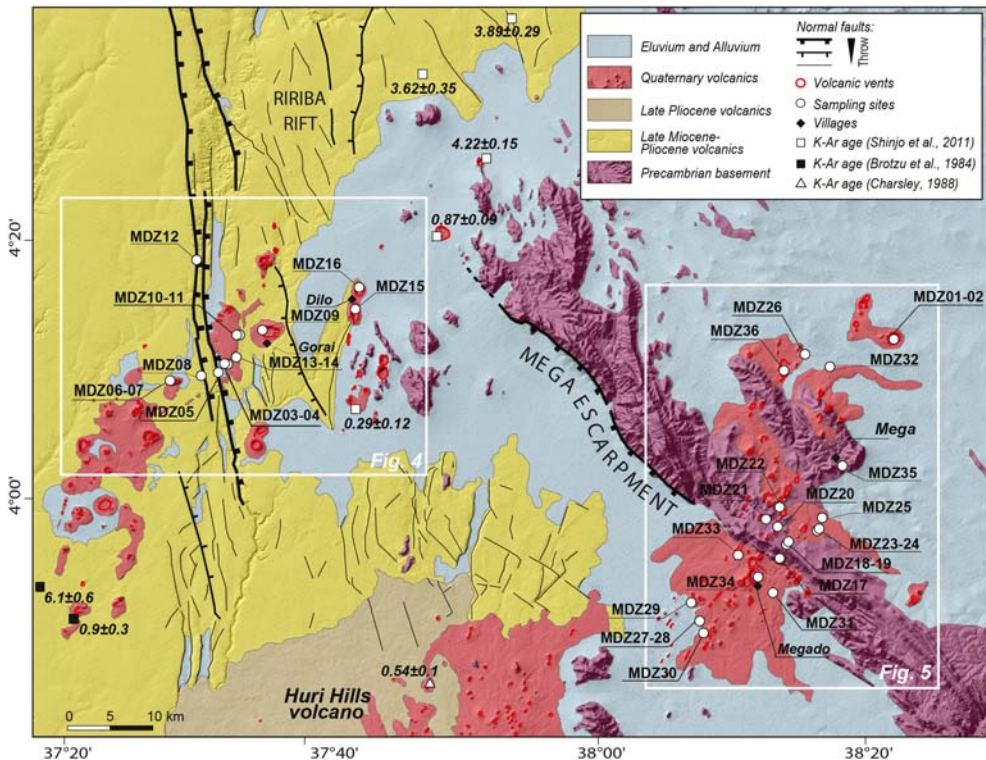 3.89±0.29
3.62±0.35
RIRIBA
RIFT
4.22±0.15
0.87±0.09
Eluvium and Alluvium
Quaternary volcanics
Late Pliocene volcanics
Late Miocene-
Pliocene volcanics
Precambrian basement
Normal faults:
Throw
Volcanic vents
Sampling sites
Villages
K-Ar age (Shinjo et al., 2011)
K-Ar age (Brotzu et al., 1984)
K-Ar age (Charsley, 1988)
4°20'
MDZ12
MDZ16
MDZ10-11
Dilo
MDZ15
MDZ09
Gorai
MDZ08
MDZ13-14
MDZ06-07
MDZ05
MDZ03-04
0.29±0.12
Fig. 4
MEGA ESCARPMENT
MDZ26
MDZ01-02
MDZ36
MDZ32
Mega
MDZ35
MDZ22
MDZ20
MDZ21
MDZ25
MDZ33
MDZ23-24
MDZ18-19
MDZ34
MDZ17
MDZ29
MDZ31
MDZ27-28
Megado
MDZ30
Fig. 5
4°00'
6.1±0.6
0.9±0.3
0.54±0.1
Huri Hills
volcano
0 5 10 km
37°20' 37°40' 38°00' 38°20'